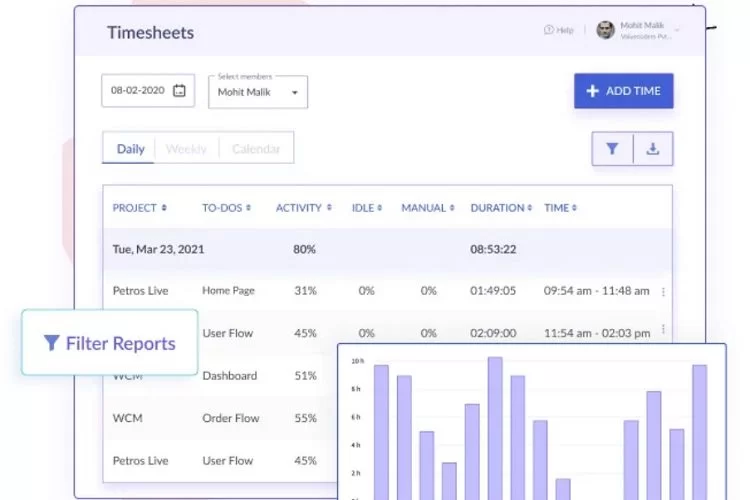 Timesheets
Help
Mohit Malik
08-02-2020
Select members
Mohit Malik
+ ADD TIME
Daily
Weekly
Calendar
PROJECT TO-DOS ACTIVITY IDLE MANUAL DURATION TIME
Tue, Mar 23, 2021 80% 08:53:22
Petros Live Home Page 31% 0% 0% 01:49:05 09:54 am - 11:48 am
User Flow 45% 0% 0% 02:09:00 11:54 am - 02:03 pm
Filter Reports
WCM Dashboard 51%
WCM Order Flow 55%
Petros Live User Flow 45%
10 h
8 h
6 h
4 h
2 h